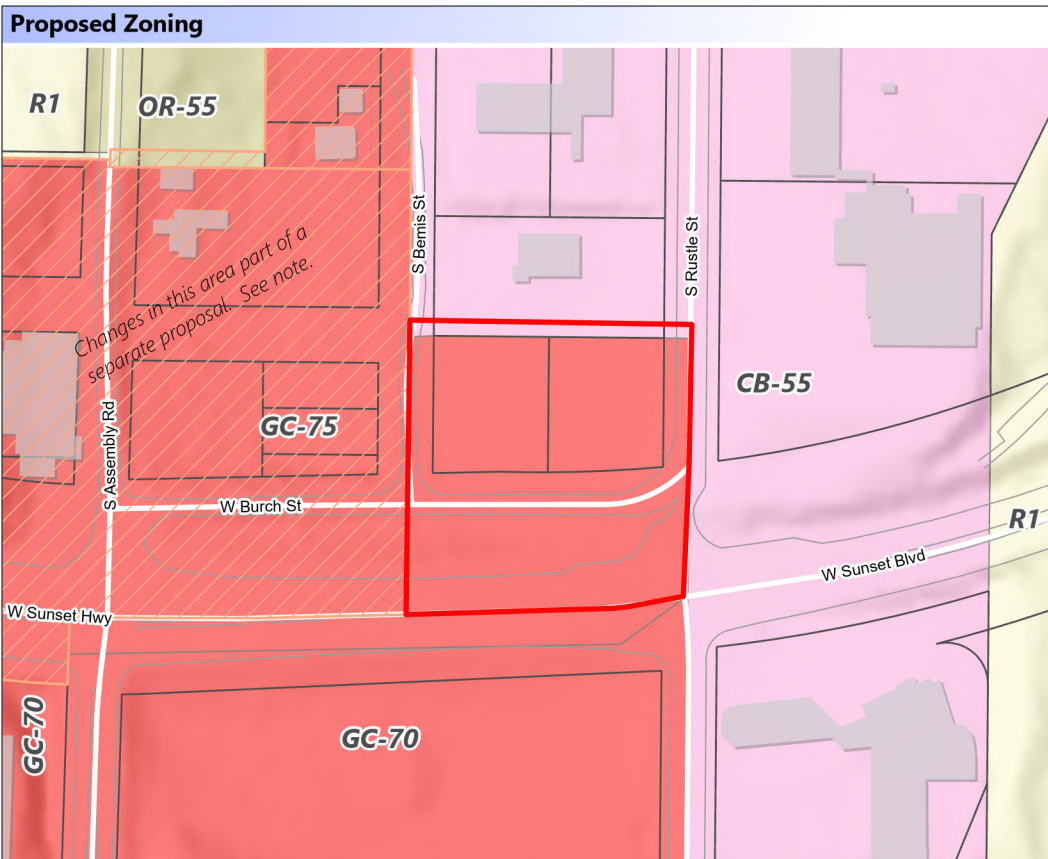 Proposed Zoning
R1
OR-55
S Bemis St
S Rustle St
Changes in this area part of a
separate proposal. See note.
CB-55
GC-75
S Assembly Rd
W Burch St
R1
W Sunset Blvd
W Sunset Hwy
GC-70
GC-70